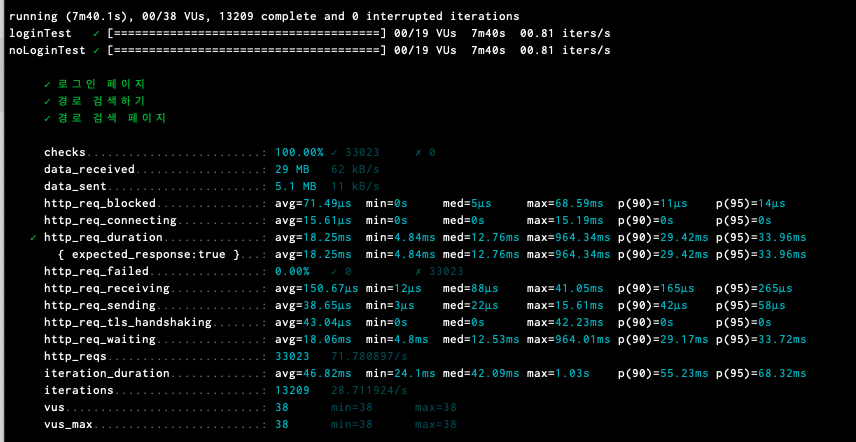 running (7m40.1s), 00/38 VUs, 13209 complete and 0 interrupted iterations
loginTest   ✓ [======================================] 00/19 VUs  7m40s  00.81 iters/s
noLoginTest ✓ [======================================] 00/19 VUs  7m40s  00.81 iters/s
✓ 로그인 페이지
✓ 경로 검색하기
✓ 경로 검색 페이지
checks.........................: 100.00% ✓ 33023     ✗ 0
data_received..................: 29 MB   62 kB/s
data_sent......................: 5.1 MB  11 kB/s
http_req_blocked...............: avg=71.49µs  min=0s     med=5µs     max=68.59ms  p(90)=11µs    p(95)=14µs
http_req_connecting............: avg=15.61µs  min=0s     med=0s      max=15.19ms  p(90)=0s      p(95)=0s
✓ http_req_duration..............: avg=18.25ms  min=4.84ms med=12.76ms max=964.34ms p(90)=29.42ms p(95)=33.96ms
{ expected_response:true }...: avg=18.25ms  min=4.84ms med=12.76ms max=964.34ms p(90)=29.42ms p(95)=33.96ms
http_req_failed................: 0.00%   ✓ 0         ✗ 33023
http_req_receiving.............: avg=150.67µs min=12µs   med=88µs    max=41.05ms  p(90)=165µs   p(95)=265µs
http_req_sending...............: avg=38.65µs  min=3µs    med=22µs    max=15.61ms  p(90)=42µs    p(95)=58µs
http_req_tls_handshaking.......: avg=43.04µs  min=0s     med=0s      max=42.23ms  p(90)=0s      p(95)=0s
http_req_waiting...............: avg=18.06ms  min=4.8ms  med=12.53ms max=964.01ms p(90)=29.17ms p(95)=33.72ms
http_reqs......................: 33023   71.780897/s
iteration_duration.............: avg=46.82ms  min=24.1ms med=42.09ms max=1.03s    p(90)=55.23ms p(95)=68.32ms
iterations.....................: 13209   28.711924/s
vus............................: 38      min=38      max=38
vus_max........................: 38      min=38      max=38